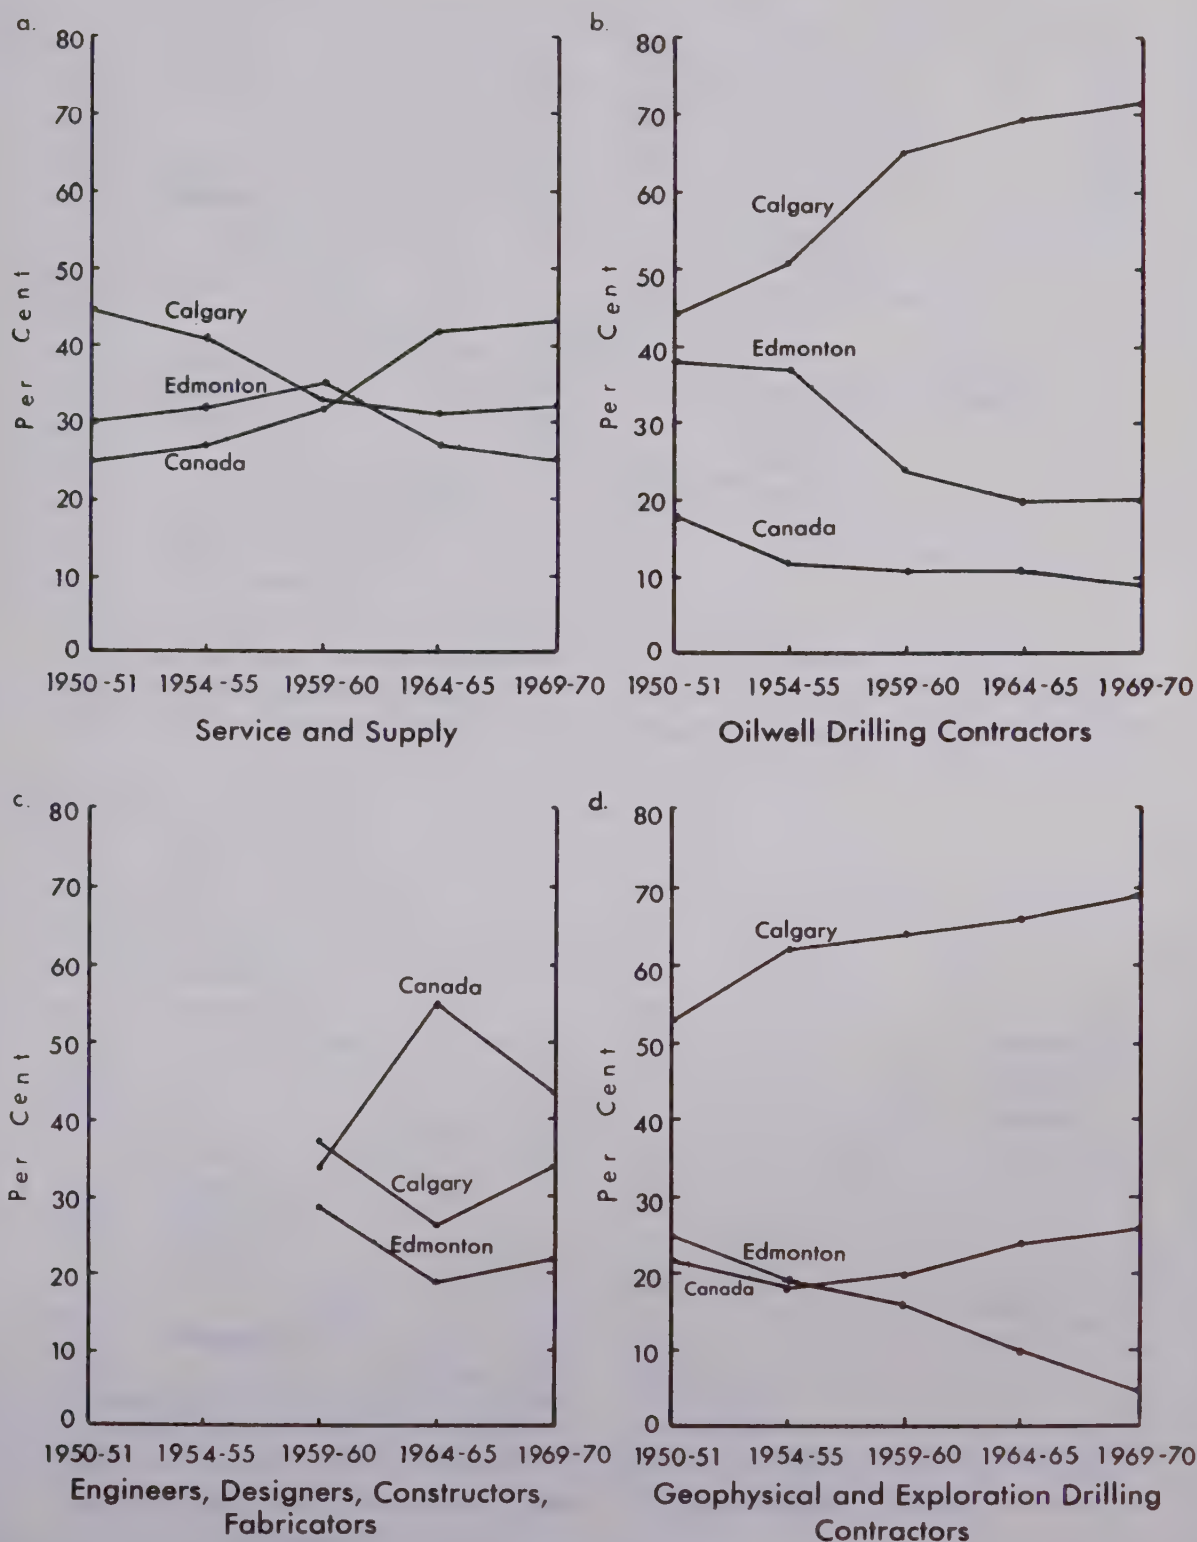 a.
80
70
60
50
40
30
20
10
0
Per Cent
Calgary
Edmonton
Canada
1950-51 1954-55 1959-60 1964-65 1969-70
Service and Supply
b.
80
70
60
50
40
30
20
10
0
Per Cent
Calgary
Edmonton
Canada
1950-51 1954-55 1959-60 1964-65 1969-70
Oilwell Drilling Contractors
c.
80
70
60
50
40
30
20
10
0
Per Cent
Canada
Calgary
Edmonton
1950-51 1954-55 1959-60 1964-65 1969-70
Engineers, Designers, Constructors,
Fabricators
d.
80
70
60
50
40
30
20
10
0
Per Cent
Calgary
Edmonton
Canada
1950-51 1954-55 1959-60 1964-65 1969-70
Geophysical and Exploration Drilling
Contractors